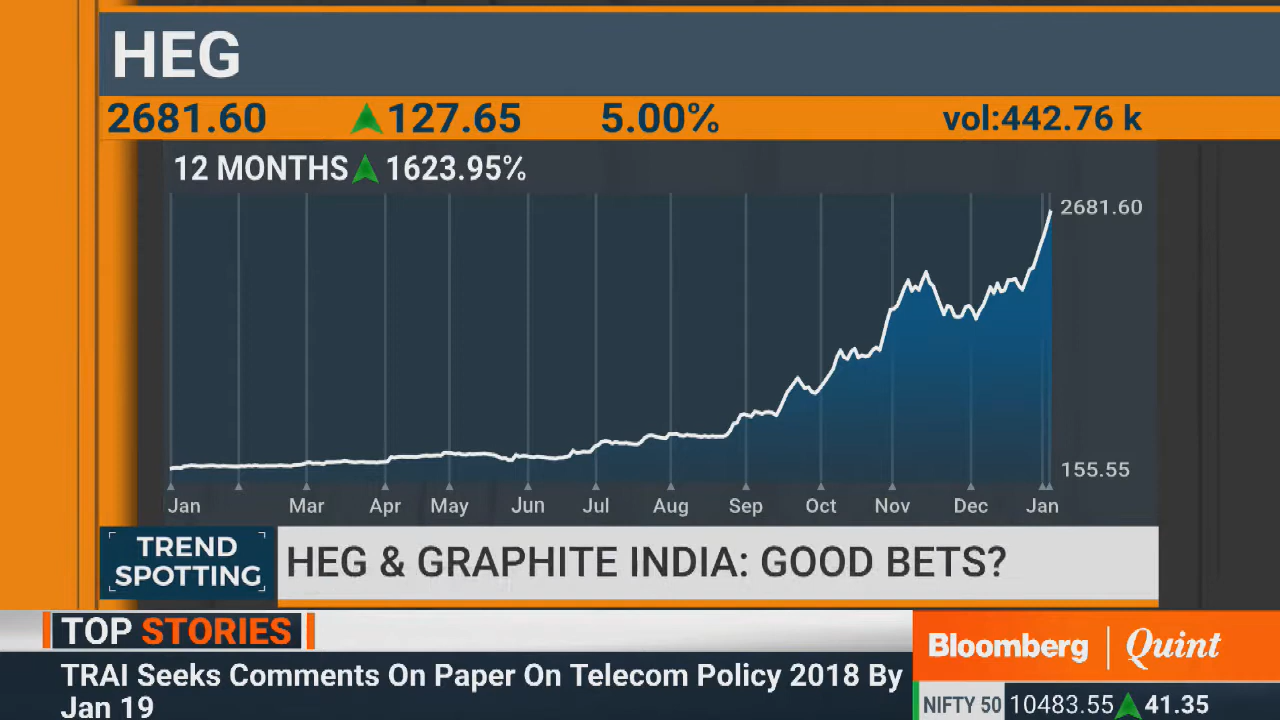 HEG
2681.60 ▲127.65 5.00% vol:442.76 k
12 MONTHS ▲ 1623.95%
2681.60
155.55
Jan Mar Apr May Jun Jul Aug Sep Oct Nov Dec Jan
TREND
SPOTTING
HEG & GRAPHITE INDIA: GOOD BETS?
TOP STORIES
TRAI Seeks Comments On Paper On Telecom Policy 2018 By
Jan 19
Bloomberg | Quint
NIFTY 50 10483.55 ▲ 41.35